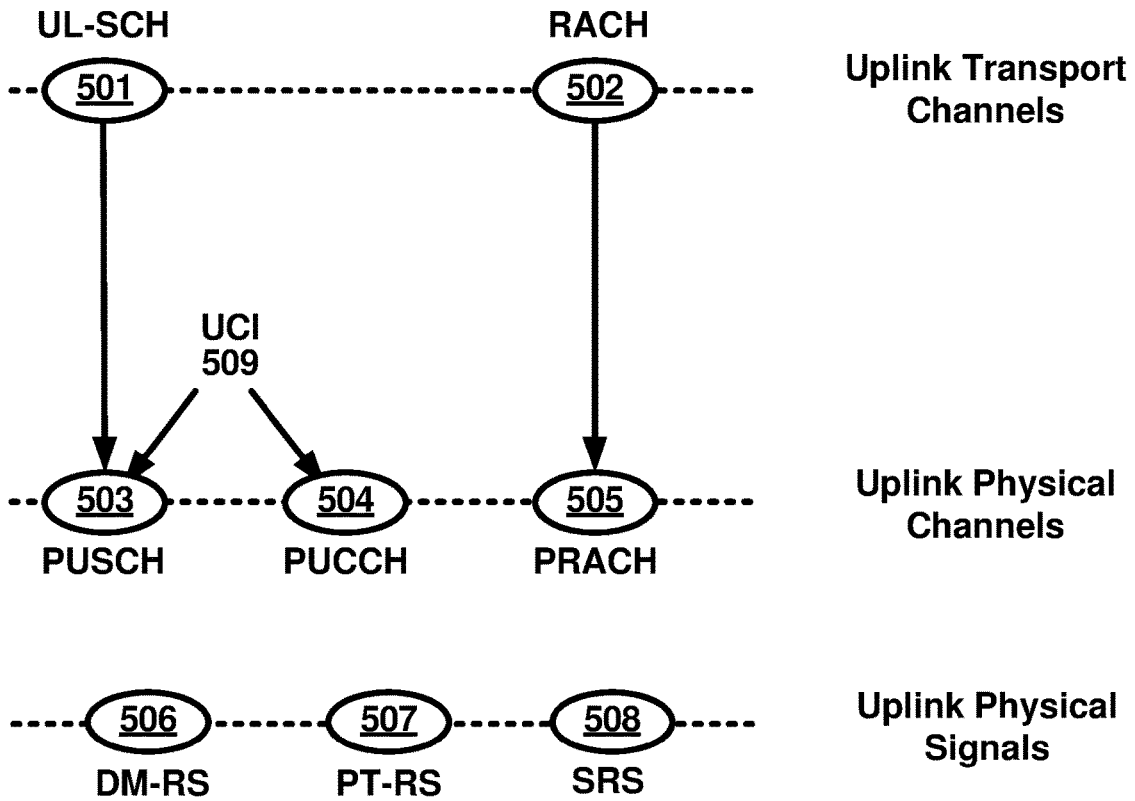 UL-SCH
RACH
501
502
Uplink Transport
Channels
UCI
509
503
504
505
Uplink Physical
Channels
PUSCH
PUCCH
PRACH
506
507
508
Uplink Physical
Signals
DM-RS
PT-RS
SRS